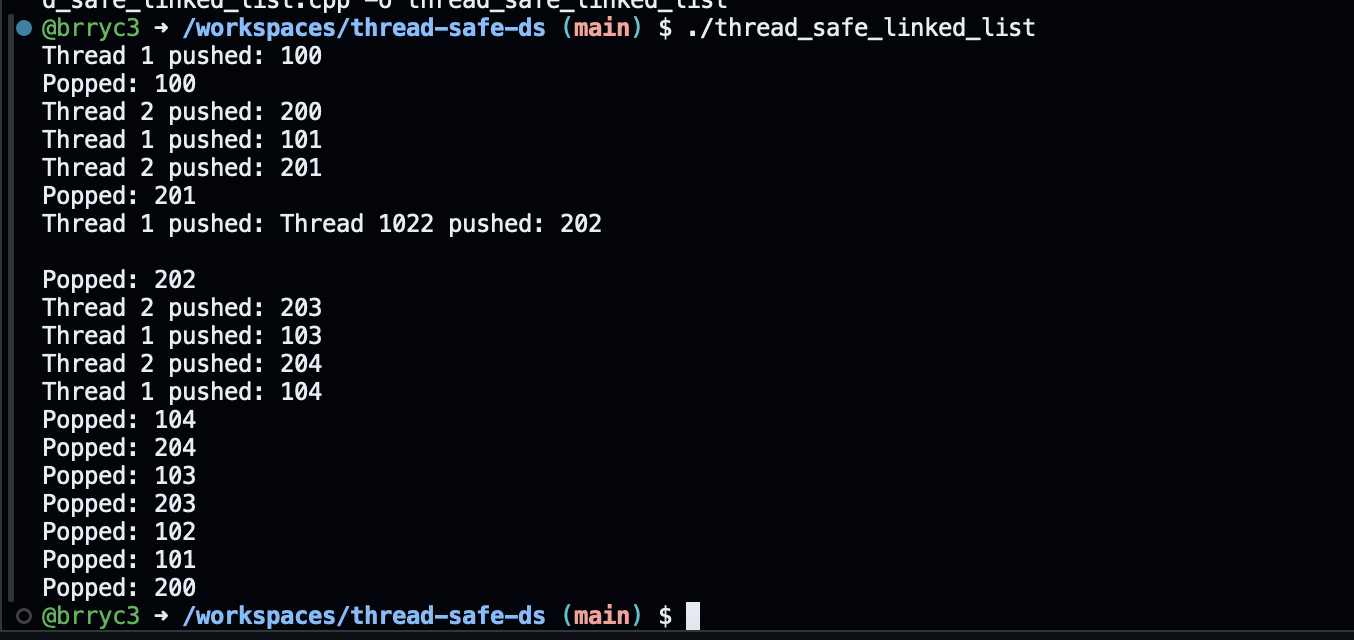 d_safe_linked_list.cpp -o thread_safe_linked_list
@brryc3 → /workspaces/thread-safe-ds (main) $ ./thread_safe_linked_list
Thread 1 pushed: 100
Popped: 100
Thread 2 pushed: 200
Thread 1 pushed: 101
Thread 2 pushed: 201
Popped: 201
Thread 1 pushed: Thread 1022 pushed: 202
Popped: 202
Thread 2 pushed: 203
Thread 1 pushed: 103
Thread 2 pushed: 204
Thread 1 pushed: 104
Popped: 104
Popped: 204
Popped: 103
Popped: 203
Popped: 102
Popped: 101
Popped: 200
@brryc3 → /workspaces/thread-safe-ds (main) $